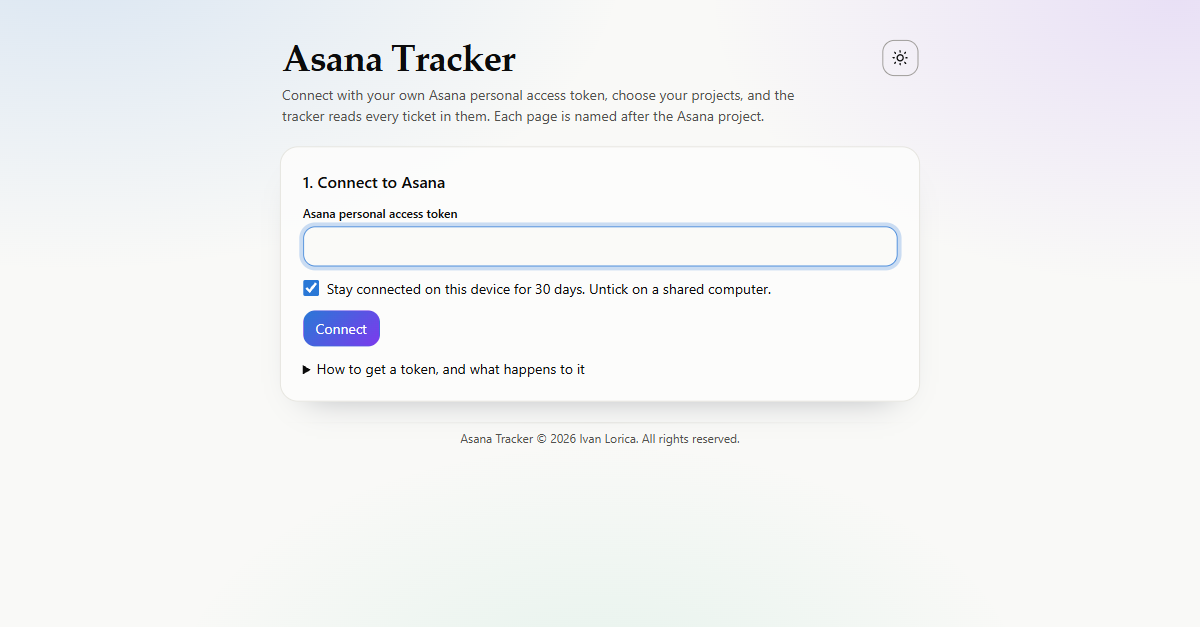 Asana Tracker
Connect with your own Asana personal access token, choose your projects, and the
tracker reads every ticket in them. Each page is named after the Asana project.
1. Connect to Asana
Asana personal access token
Stay connected on this device for 30 days. Untick on a shared computer.
Connect
How to get a token, and what happens to it
Asana Tracker © 2026 Ivan Lorica. All rights reserved.